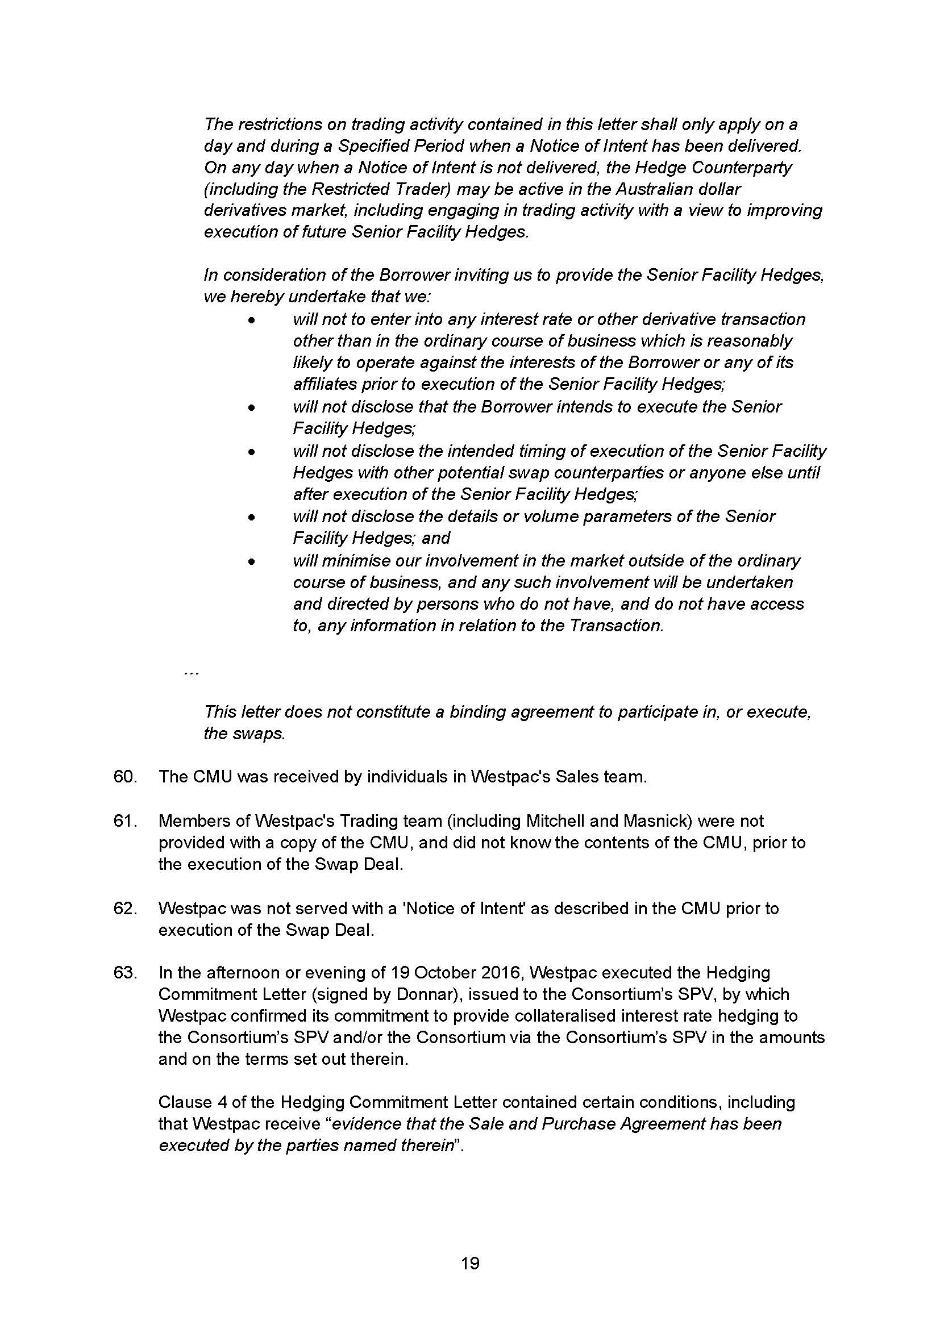 The restrictions on trading activity contained in this letter shall only apply on a
day and during a Specified Period when a Notice of Intent has been delivered.
On any day when a Notice of Intent is not delivered, the Hedge Counterparty
(including the Restricted Trader) may be active in the Australian dollar
derivatives market, including engaging in trading activity with a view to improving
execution of future Senior Facility Hedges.
In consideration of the Borrower inviting us to provide the Senior Facility Hedges,
we hereby undertake that we:
• will not to enter into any interest rate or other derivative transaction
other than in the ordinary course of business which is reasonably
likely to operate against the interests of the Borrower or any of its
affiliates prior to execution of the Senior Facility Hedges;
• will not disclose that the Borrower intends to execute the Senior
Facility Hedges;
• will not disclose the intended timing of execution of the Senior Facility
Hedges with other potential swap counterparties or anyone else until
after execution of the Senior Facility Hedges;
• will not disclose the details or volume parameters of the Senior
Facility Hedges; and
• will minimise our involvement in the market outside of the ordinary
course of business, and any such involvement will be undertaken
and directed by persons who do not have, and do not have access
to, any information in relation to the Transaction.
...
This letter does not constitute a binding agreement to participate in, or execute,
the swaps.
60. The CMU was received by individuals in Westpac's Sales team.
61. Members of Westpac's Trading team (including Mitchell and Masnick) were not
provided with a copy of the CMU, and did not know the contents of the CMU, prior to
the execution of the Swap Deal.
62. Westpac was not served with a 'Notice of Intent' as described in the CMU prior to
execution of the Swap Deal.
63. In the afternoon or evening of 19 October 2016, Westpac executed the Hedging
Commitment Letter (signed by Donnar), issued to the Consortium's SPV, by which
Westpac confirmed its commitment to provide collateralised interest rate hedging to
the Consortium's SPV and/or the Consortium via the Consortium's SPV in the amounts
and on the terms set out therein.
Clause 4 of the Hedging Commitment Letter contained certain conditions, including
that Westpac receive “evidence that the Sale and Purchase Agreement has been
executed by the parties named therein”.
19